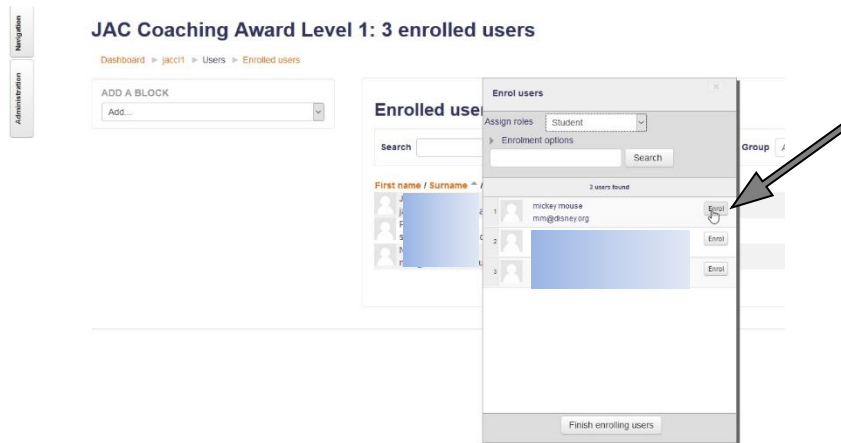 Navigation
Administration
JAC Coaching Award Level 1: 3 enrolled users
Dashboard ► jaccl1 ► Users ► Enrolled users
ADD A BLOCK
Add...
Enrolled use
Search
Group
First name / Surname
Enrol users
Assign roles Student
Enrolment options
Search
3 users found
1 mickey mouse Enrol
mm@disney.org
2 Enrol
3 Enrol
Finish enrolling users